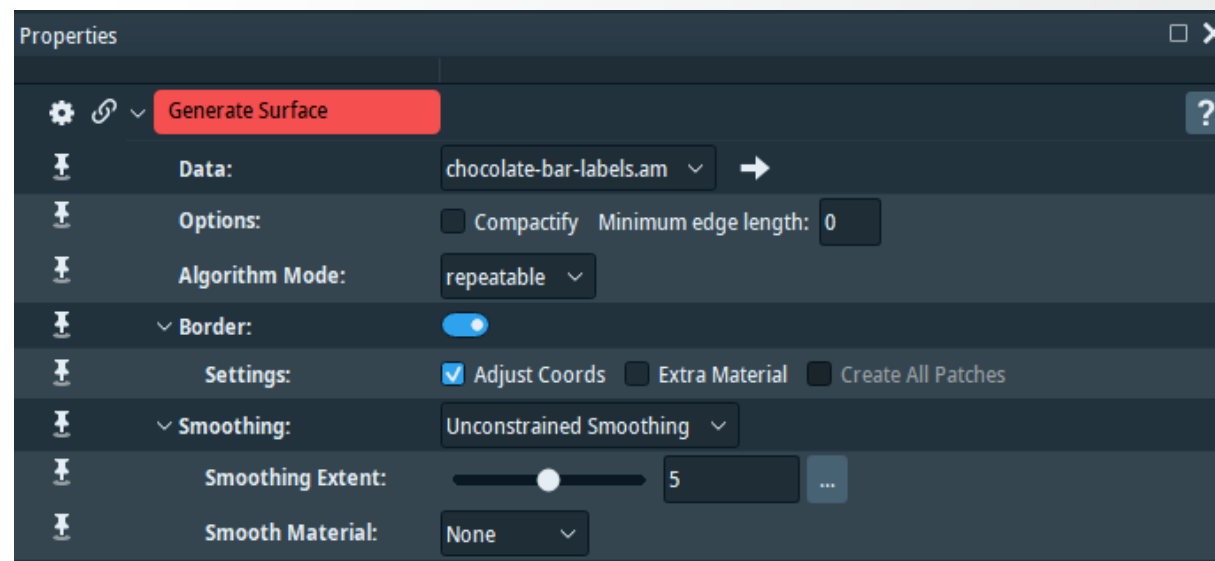 Properties
Generate Surface ?
Data: chocolate-bar-labels.am
Options: Compactify Minimum edge length: 0
Algorithm Mode: repeatable
Border:
Settings: Adjust Coords Extra Material Create All Patches
Smoothing: Unconstrained Smoothing
Smoothing Extent: 5 ...
Smooth Material: None